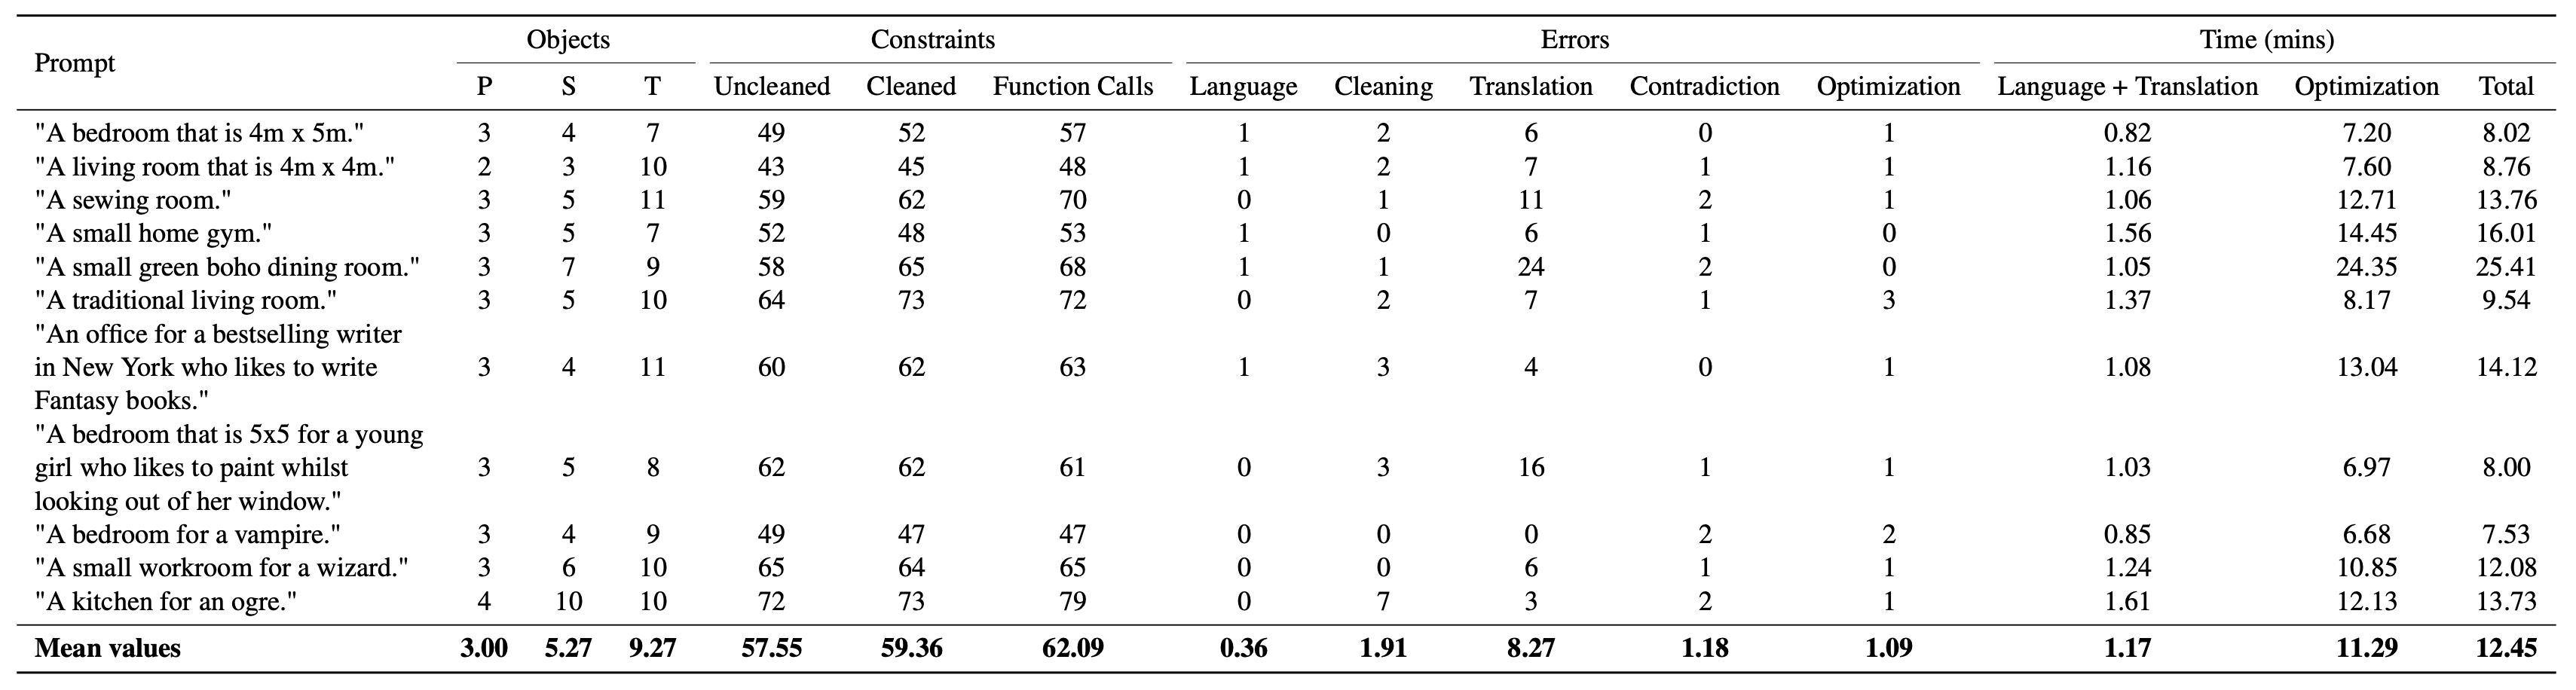 Objects Constraints Errors Time (mins)
Prompt
P S T Uncleaned Cleaned Function Calls Language Cleaning Translation Contradiction Optimization Language + Translation Optimization Total
"A bedroom that is 4m x 5m." 3 4 7 49 52 57 1 2 6 0 1 0.82 7.20 8.02
"A living room that is 4m x 4m." 2 3 10 43 45 48 1 2 7 1 1 1.16 7.60 8.76
"A sewing room." 3 5 11 59 62 70 0 1 11 2 1 1.06 12.71 13.76
"A small home gym." 3 5 7 52 48 53 1 0 6 1 0 1.56 14.45 16.01
"A small green boho dining room." 3 7 9 58 65 68 1 1 24 2 0 1.05 24.35 25.41
"A traditional living room." 3 5 10 64 73 72 0 2 7 1 3 1.37 8.17 9.54
"An office for a bestselling writer
in New York who likes to write 3 4 11 60 62 63 1 3 4 0 1 1.08 13.04 14.12
Fantasy books."
"A bedroom that is 5x5 for a young
girl who likes to paint whilst 3 5 8 62 62 61 0 3 16 1 1 1.03 6.97 8.00
looking out of her window."
"A bedroom for a vampire." 3 4 9 49 47 47 0 0 0 2 2 0.85 6.68 7.53
"A small workroom for a wizard." 3 6 10 65 64 65 0 0 6 1 1 1.24 10.85 12.08
"A kitchen for an ogre." 4 10 10 72 73 79 0 7 3 2 1 1.61 12.13 13.73
Mean values 3.00 5.27 9.27 57.55 59.36 62.09 0.36 1.91 8.27 1.18 1.09 1.17 11.29 12.45